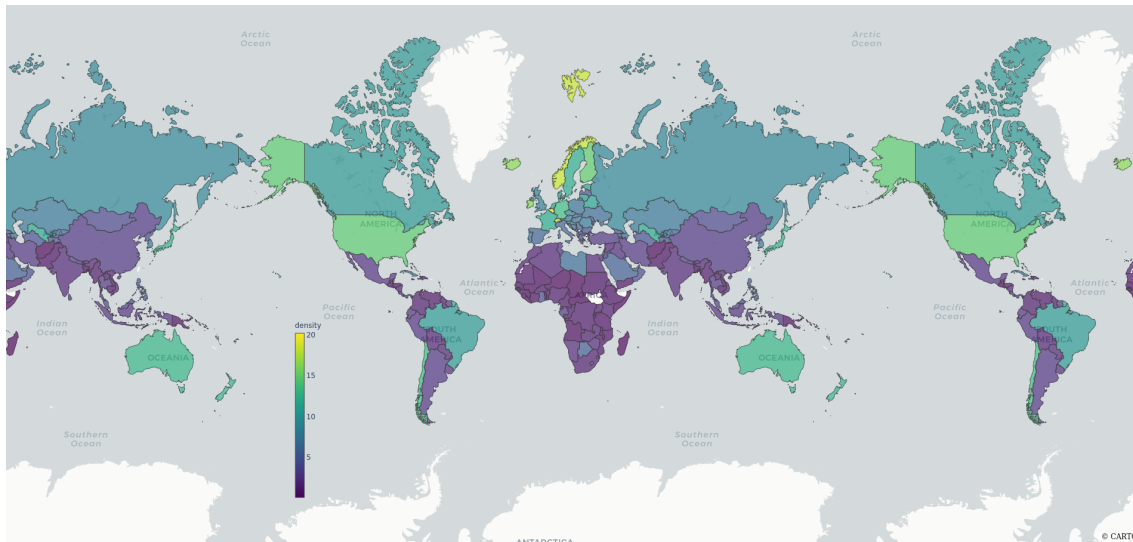 Arctic
Ocean
Arctic
Ocean
NORTH
AMERICA
NORTH
AMERICA
Atlantic
Ocean
Atlantic
Ocean
Pacific
Ocean
Pacific
Ocean
Indian
Ocean
Indian
Ocean
density
20
15
10
5
SOUTH
AMERICA
SOUTH
AMERICA
OCEANIA
OCEANIA
Southern
Ocean
Southern
Ocean
ANTARCTICA
© CARTO